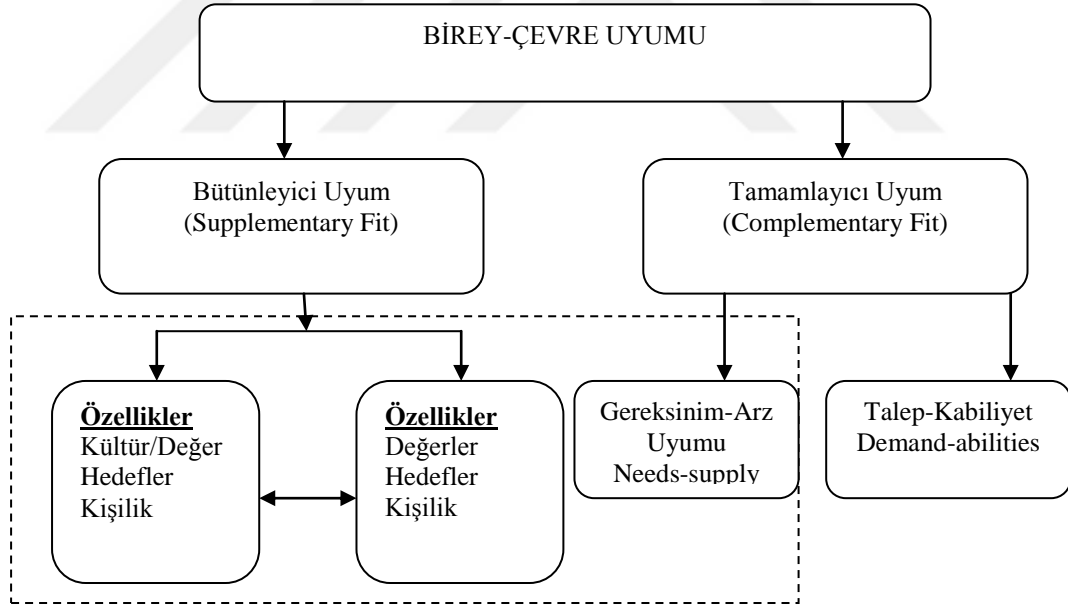 BİREY-ÇEVRE UYUMU
Bütünleyici Uyum
(Supplementary Fit)
Tamamlayıcı Uyum
(Complementary Fit)
Özellikler
Kültür/Değer
Hedefler
Kişilik
Özellikler
Değerler
Hedefler
Kişilik
Gereksinim-Arz
Uyumu
Needs-supply
Talep-Kabiliyet
Demand-abilities